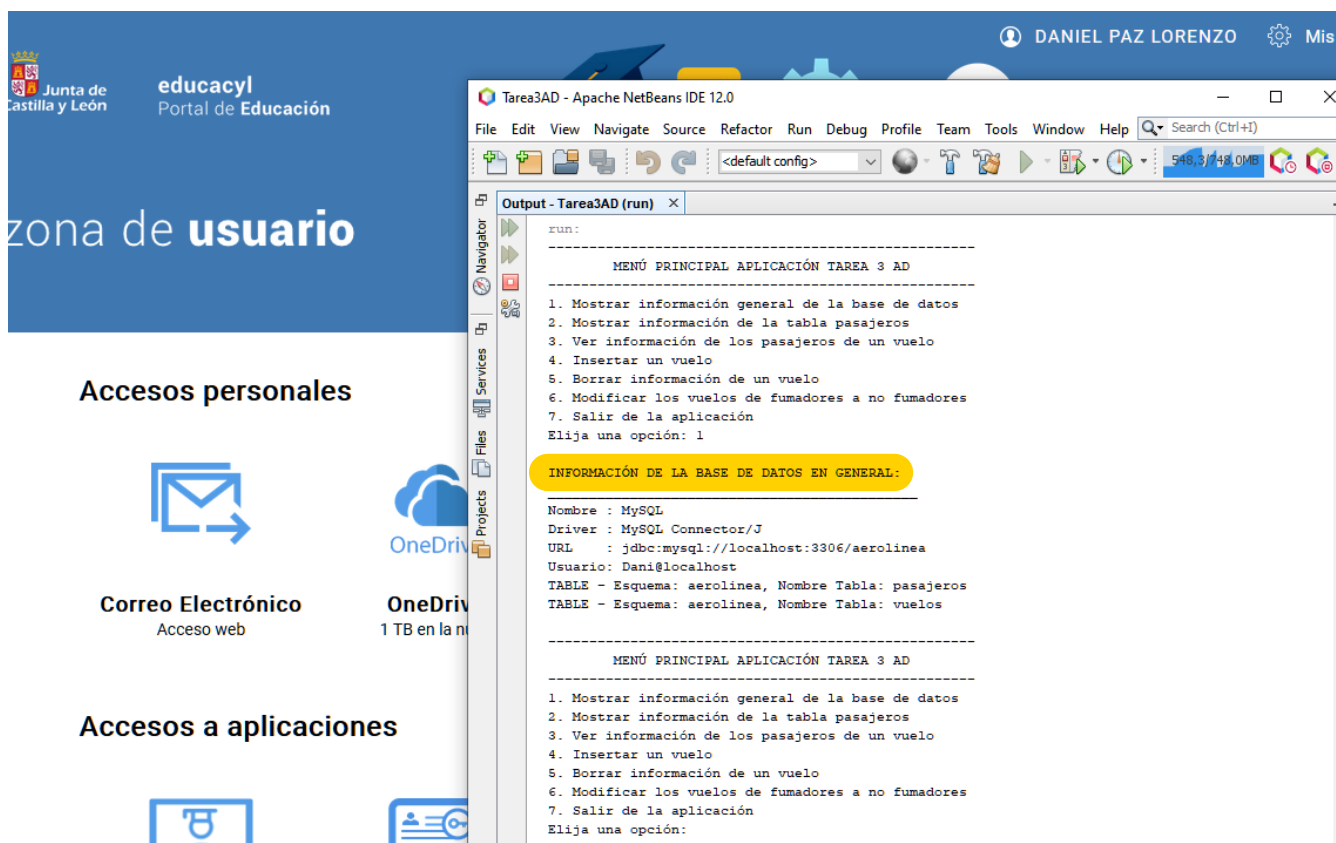 DANIEL PAZ LORENZO
Mis
Junta de
Castilla y León
educacyl
Portal de Educación
zona de usuario
Accesos personales
Correo Electrónico
Acceso web
OneDriv
OneDriv
1 TB en la nu
Accesos a aplicaciones
Tarea3AD - Apache NetBeans IDE 12.0
File Edit View Navigate Source Refactor Run Debug Profile Team Tools Window Help Search (Ctrl+I)
<default config> 548,3/748,0MB
Navigator
Services
Files
Projects
Output - Tarea3AD (run)
run:
----------------------------------------------------
MENÚ PRINCIPAL APLICACIÓN TAREA 3 AD
----------------------------------------------------
1. Mostrar información general de la base de datos
2. Mostrar información de la tabla pasajeros
3. Ver información de los pasajeros de un vuelo
4. Insertar un vuelo
5. Borrar información de un vuelo
6. Modificar los vuelos de fumadores a no fumadores
7. Salir de la aplicación
Elija una opción: 1
INFORMACIÓN DE LA BASE DE DATOS EN GENERAL:
_____________________________________________
Nombre : MySQL
Driver : MySQL Connector/J
URL : jdbc:mysql://localhost:3306/aerolinea
Usuario: Dani@localhost
TABLE - Esquema: aerolinea, Nombre Tabla: pasajeros
TABLE - Esquema: aerolinea, Nombre Tabla: vuelos
----------------------------------------------------
MENÚ PRINCIPAL APLICACIÓN TAREA 3 AD
----------------------------------------------------
1. Mostrar información general de la base de datos
2. Mostrar información de la tabla pasajeros
3. Ver información de los pasajeros de un vuelo
4. Insertar un vuelo
5. Borrar información de un vuelo
6. Modificar los vuelos de fumadores a no fumadores
7. Salir de la aplicación
Elija una opción: